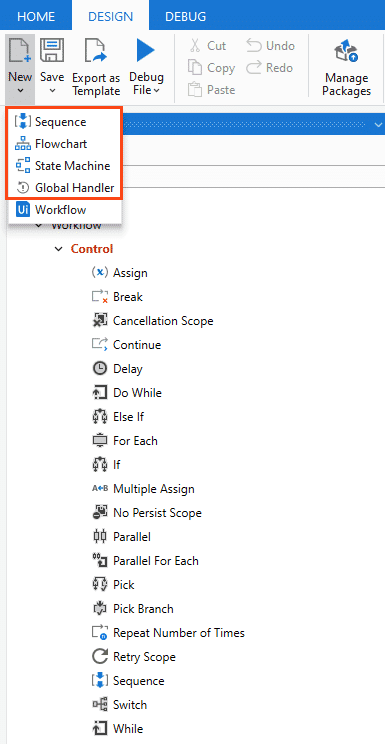 HOME DESIGN DEBUG
Cut Undo
Copy Redo
Paste
New Save Export as Template Debug File Manage Packages
Sequence
Flowchart
State Machine
Global Handler
Ui Workflow
Workflow
Control
(x) Assign
Break
Cancellation Scope
Continue
Delay
Do While
Else If
For Each
If
A+B Multiple Assign
No Persist Scope
Parallel
Parallel For Each
Pick
Pick Branch
Repeat Number of Times
Retry Scope
Sequence
Switch
While